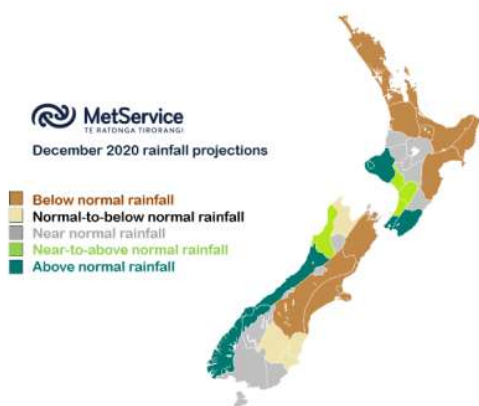 MetService
TE RATONGA TIRORANGI
December 2020 rainfall projections
Below normal rainfall
Normal-to-below normal rainfall
Near normal rainfall
Near-to-above normal rainfall
Above normal rainfall